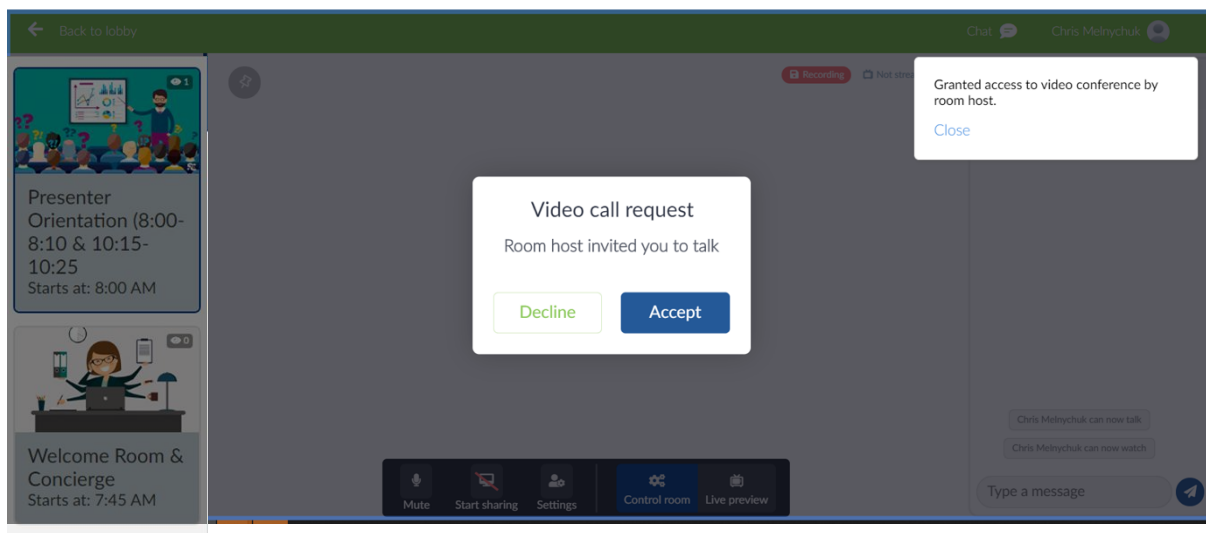 Back to lobby
Chat
Chris Melnychuk
1
Presenter
Orientation (8:00-
8:10 & 10:15-
10:25
Starts at: 8:00 AM
0
Welcome Room &
Concierge
Starts at: 7:45 AM
Recording
Not
Granted access to video conference by
room host.
Close
Video call request
Room host invited you to talk
Decline
Accept
Mute
Start sharing
Settings
Control room
Live preview
Chris Melnychuk can now talk
Chris Melnychuk can now watch
Type a message